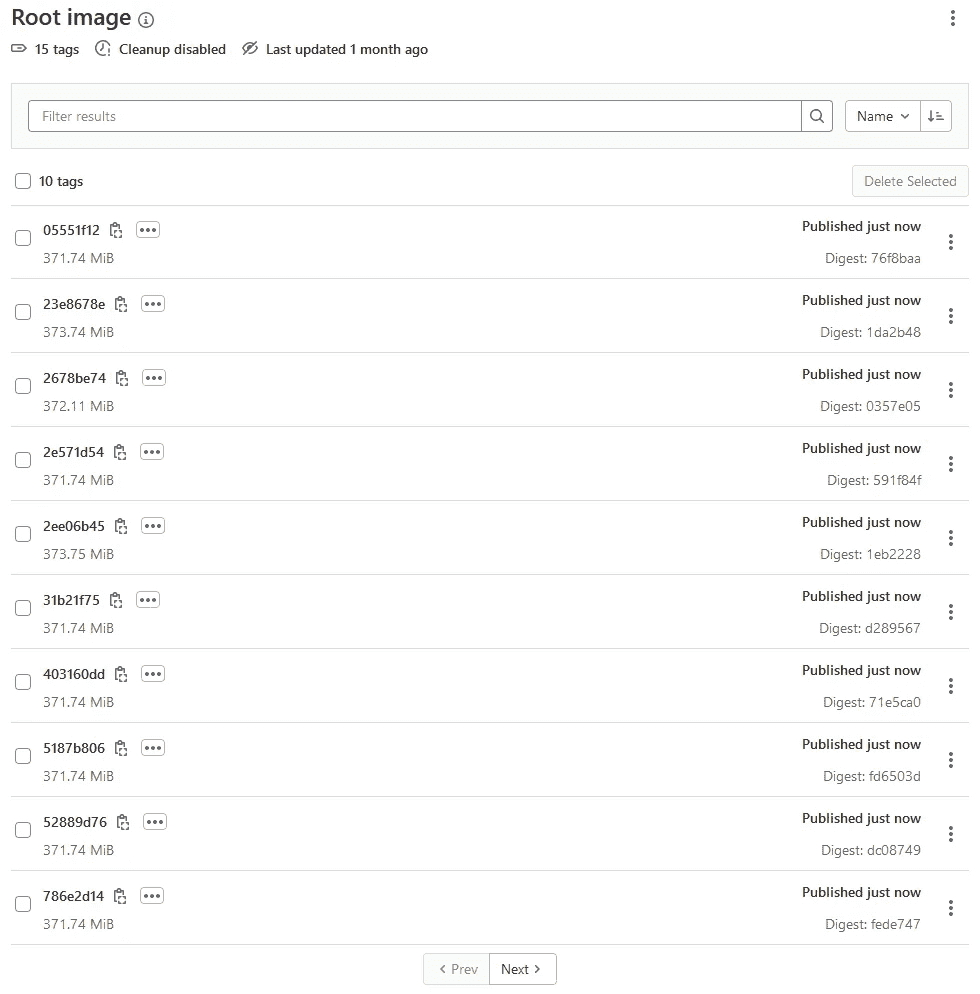 Root image
15 tags Cleanup disabled Last updated 1 month ago
Filter results Name
10 tags Delete Selected
05551f12 Published just now
371.74 MiB Digest: 76f8baa
23e8678e Published just now
373.74 MiB Digest: 1da2b48
2678be74 Published just now
372.11 MiB Digest: 0357e05
2e571d54 Published just now
371.74 MiB Digest: 591f84f
2ee06b45 Published just now
373.75 MiB Digest: 1eb2228
31b21f75 Published just now
371.74 MiB Digest: d289567
403160dd Published just now
371.74 MiB Digest: 71e5ca0
5187b806 Published just now
371.74 MiB Digest: fd6503d
52889d76 Published just now
371.74 MiB Digest: dc08749
786e2d14 Published just now
371.74 MiB Digest: fede747
Prev Next